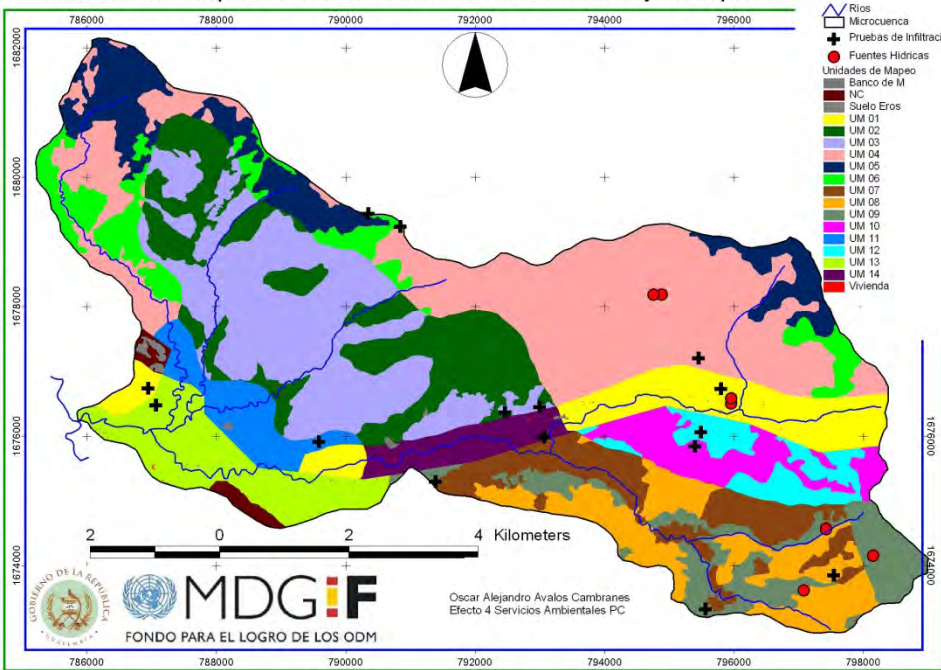 786000 788000 790000 792000 794000 796000
Ríos
Microcuenca
Pruebas de Infiltraci
Fuentes Hidricas
Unidades de Mapeo
Banco de M
NC
Suelo Eros
UM 01
UM 02
UM 03
UM 04
UM 05
UM 06
UM 07
UM 08
UM 09
UM 10
UM 11
UM 12
UM 13
UM 14
Vivienda
1682000
1680000
1678000
1676000
1674000
1676000
1674000
2 0 2 4 Kilometers
GOBIERNO DE LA REPUBLICA
GUATEMALA
MDGIF
FONDO PARA EL LOGRO DE LOS ODM
Oscar Alejandro Avalos Cambranes
Efecto 4 Servicios Ambientales PC
786000 788000 790000 792000 794000 796000 798000